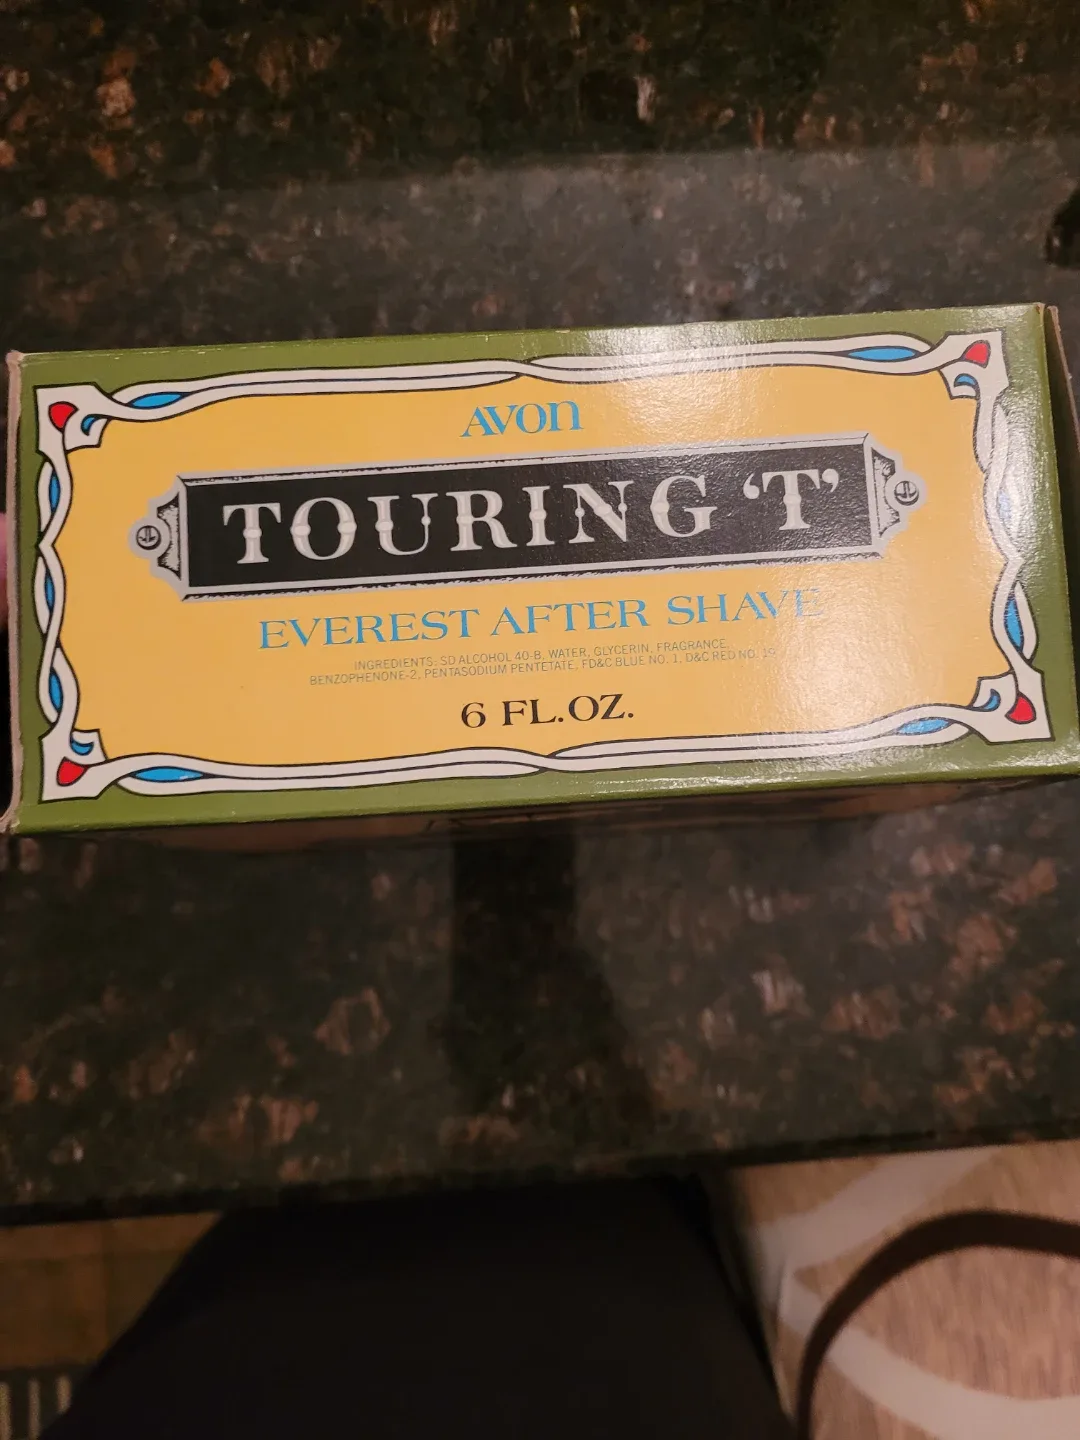 AVON
TOURING 'T'
EVEREST AFTER SHAVE
INGREDIENTS: SD ALCOHOL 40-B, WATER, GLYCERIN, FRAGRANCE,
BENZOPHENONE-2, PENTASODIUM PENTETATE, FD&C BLUE NO. 1, D&C RED NO. 19
6 FL.OZ.